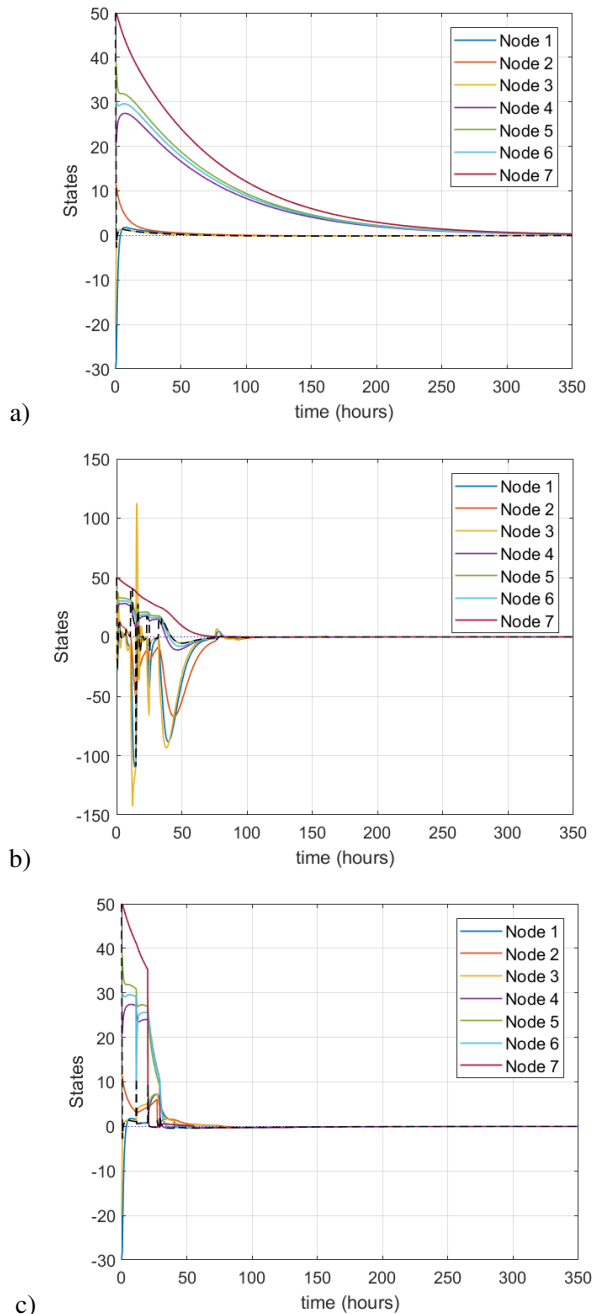 50
40
30
20
10
0
-10
-20
-30
States
0 50 100 150 200 250 300 350
time (hours)
Node 1
Node 2
Node 3
Node 4
Node 5
Node 6
Node 7
a)
150
100
50
0
-50
-100
-150
States
0 50 100 150 200 250 300 350
time (hours)
Node 1
Node 2
Node 3
Node 4
Node 5
Node 6
Node 7
b)
50
40
30
20
10
0
-10
-20
-30
States
0 50 100 150 200 250 300 350
time (hours)
Node 1
Node 2
Node 3
Node 4
Node 5
Node 6
Node 7
c)